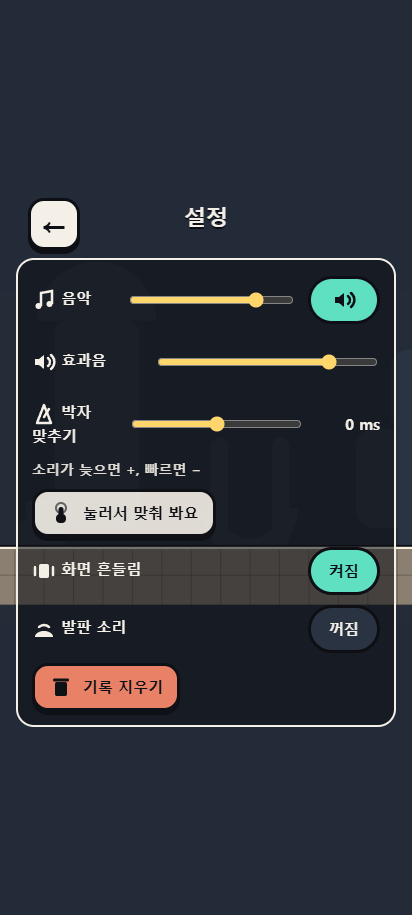 설정
음악
효과음
박자
맞추기
0 ms
소리가 늦으면 +, 빠르면 −
눌러서 맞춰 봐요
화면 흔들림
켜짐
발판 소리
꺼짐
기록 지우기